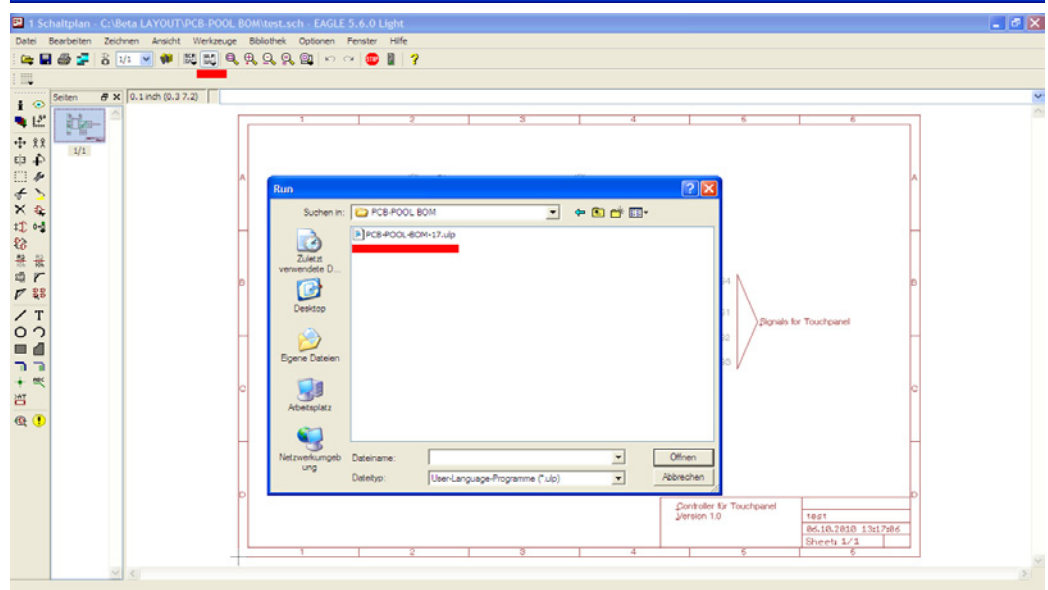 1 Schaltplan - C:\Beta LAYOUT\PCB-POOL BOM\test.sch - EAGLE 5.6.0 Light
Datei Bearbeiten Zeichnen Ansicht Werkzeuge Bibliothek Optionen Fenster Hilfe
1/1
Seiten
0.1 inch (0.3 7.2)
1/1
1 2 3 4 5 6
A A
Run
Suchen in: PCB-POOL BOM
PCB-POOL-BOM-17.ulp
Zuletzt
verwendete D...
B B
Desktop
Signals for Touchpanel
Eigene Dateien
C C
Arbeitsplatz
Netzwerkumgeb
ung
Dateiname: Öffnen
Dateityp: User-Language-Programme (*.ulp) Abbrechen
D D
Controller für Touchpanel
Version 1.0
test
06.10.2010 13:17:06
Sheet: 1/1
1 2 3 4 5 6